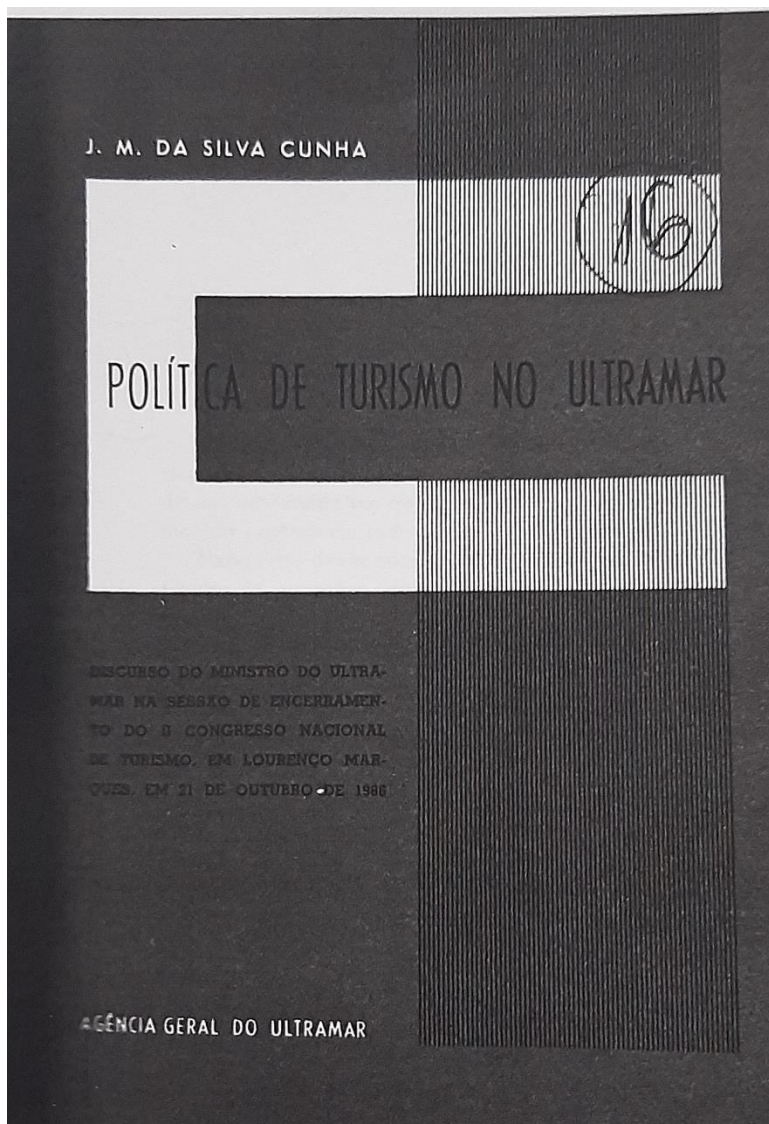 J. M. DA SILVA CUNHA
16
POLÍTICA DE TURISMO NO ULTRAMAR
DISCURSO DO MINISTRO DO ULTRA-
MAR NA SESSÃO DE ENCERRAMEN-
TO DO II CONGRESSO NACIONAL
DE TURISMO, EM LOURENÇO MAR-
QUES, EM 21 DE OUTUBRO DE 1966
AGÊNCIA GERAL DO ULTRAMAR